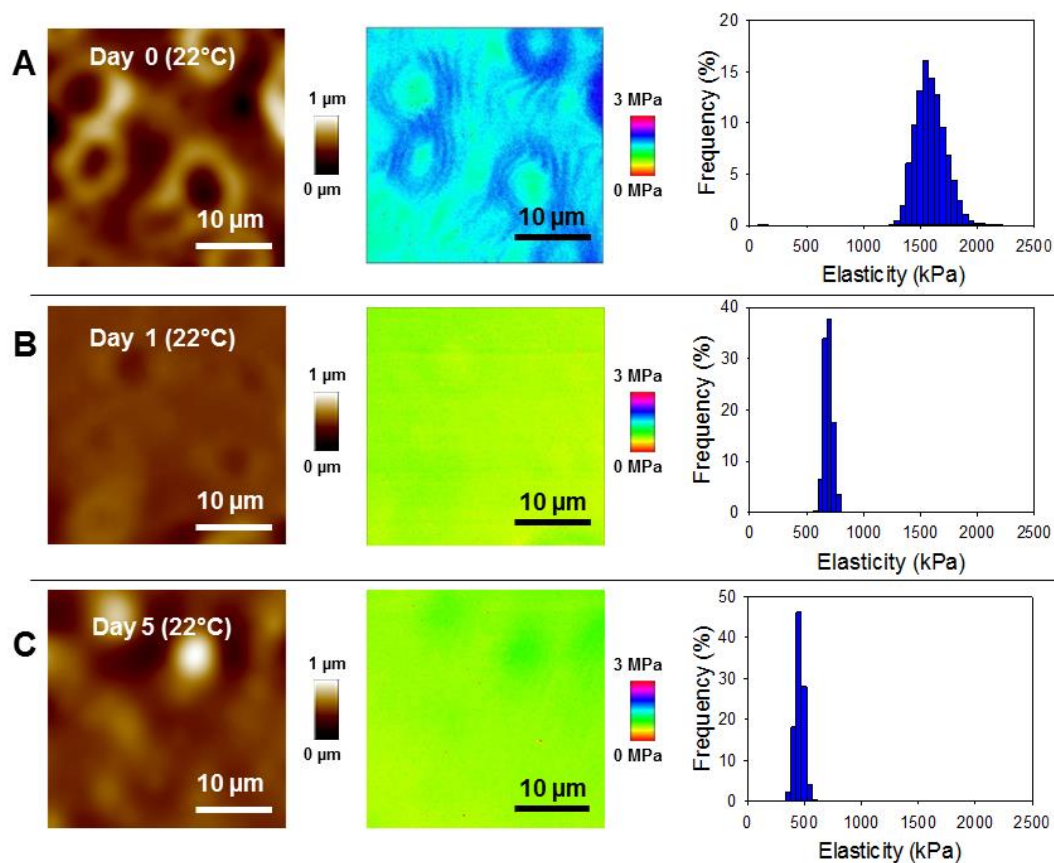 A
Day 0 (22°C)
10 µm
1 µm
0 µm
10 µm
3 MPa
0 MPa
Frequency (%)
20
15
10
5
0
0 500 1000 1500 2000 2500
Elasticity (kPa)
B
Day 1 (22°C)
10 µm
1 µm
0 µm
10 µm
3 MPa
0 MPa
Frequency (%)
40
30
20
10
0
0 500 1000 1500 2000 2500
Elasticity (kPa)
C
Day 5 (22°C)
10 µm
1 µm
0 µm
10 µm
3 MPa
0 MPa
Frequency (%)
50
40
30
20
10
0
0 500 1000 1500 2000 2500
Elasticity (kPa)